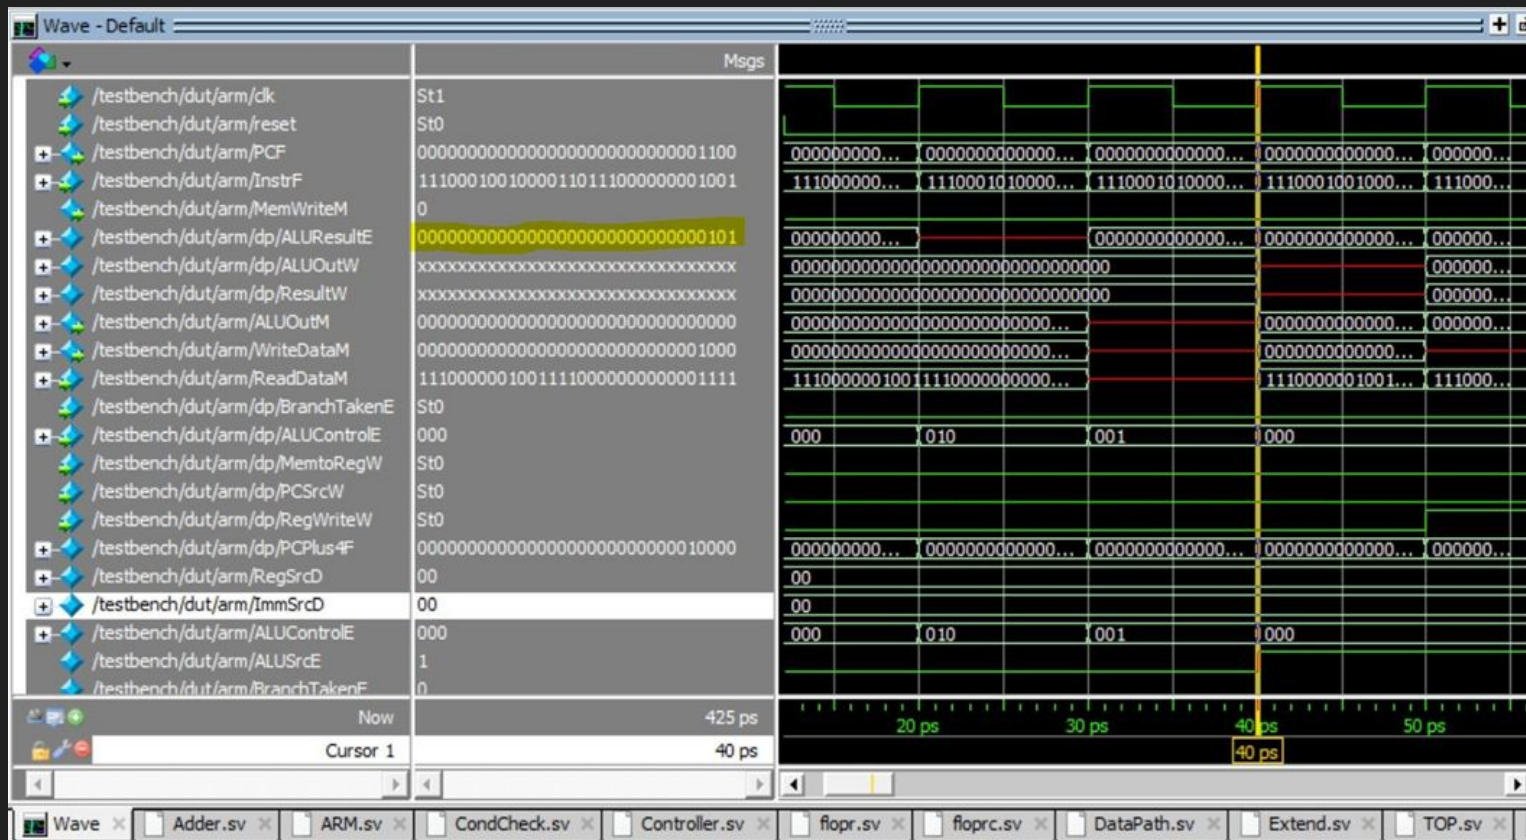 Wave - Default
Msgs
/testbench/dut/arm/clk St1
/testbench/dut/arm/reset St0
/testbench/dut/arm/PCF 00000000000000000000000000001100 000000000... 0000000000000... 0000000000000... 0000000000000... 000000...
/testbench/dut/arm/InstrF 11100010010000110111000000001001 111000000... 1110001010000... 1110001010000... 1110001001000... 111000...
/testbench/dut/arm/MemWriteM 0
/testbench/dut/arm/dp/ALUResultE 00000000000000000000000000000101 000000000... 0000000000000... 0000000000000... 000000...
/testbench/dut/arm/dp/ALUOutW xxxxxxxxxxxxxxxxxxxxxxxxxxxxxxxx 00000000000000000000000000000000 000000...
/testbench/dut/arm/dp/ResultW xxxxxxxxxxxxxxxxxxxxxxxxxxxxxxxx 00000000000000000000000000000000 000000...
/testbench/dut/arm/ALUOutM 00000000000000000000000000000000 00000000000000000000000000... 0000000000000... 000000...
/testbench/dut/arm/WriteDataM 00000000000000000000000000001000 00000000000000000000000000... 0000000000000...
/testbench/dut/arm/ReadDataM 11100000010011110000000000001111 11100000010011110000000000... 1110000001001... 111000...
/testbench/dut/arm/dp/BranchTakenE St0
/testbench/dut/arm/dp/ALUControlE 000 000 010 001 000
/testbench/dut/arm/dp/MemtoRegW St0
/testbench/dut/arm/dp/PCSrcW St0
/testbench/dut/arm/dp/RegWriteW St0
/testbench/dut/arm/dp/PCPlus4F 00000000000000000000000000010000 000000000... 0000000000000... 0000000000000... 0000000000000... 000000...
/testbench/dut/arm/RegSrcD 00 00
/testbench/dut/arm/ImmSrcD 00 00
/testbench/dut/arm/ALUControlE 000 000 010 001 000
/testbench/dut/arm/ALUSrcE 1
/testbench/dut/arm/BranchTakenE 0
Now 425 ps 20 ps 30 ps 40 ps 50 ps
Cursor 1 40 ps 40 ps
Wave Adder.sv ARM.sv CondCheck.sv Controller.sv flopr.sv floprc.sv DataPath.sv Extend.sv TOP.sv